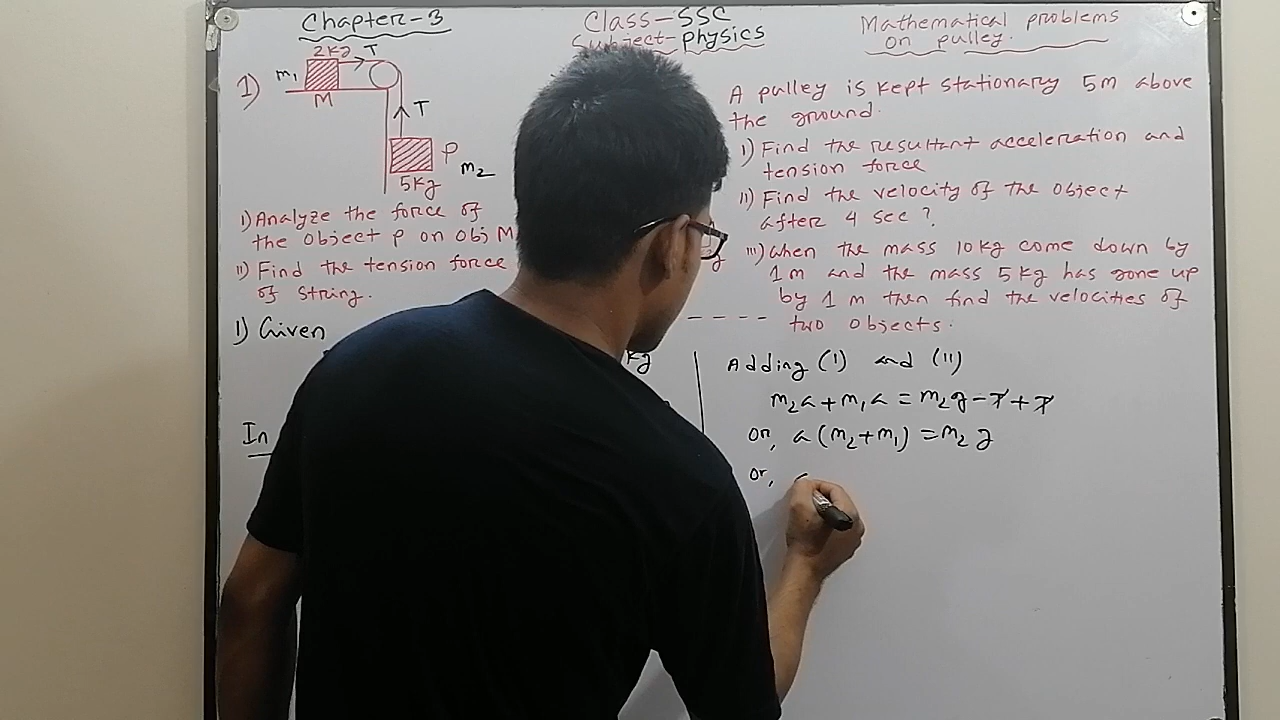 Chapter-3
Class-SSC
Subject-physics
Mathematical problems
on pulley.
1)
2kg T
m1
M
T
P
m2
5kg
I) Analyze the force of
the object P on obj M
II) Find the tension force
of string.
A pulley is kept stationary 5m above
the ground.
I) Find the resultant acceleration and
tension force
II) Find the velocity of the object
after 4 sec?
III) when the mass 10kg come down by
1 m and the mass 5kg has gone up
by 1 m then find the velocities of
two objects.
I) Given
kg
In
Adding (I) and (II)
m2a+m1a=m2g-T+T
or, a(m2+m1)=m2g
or,